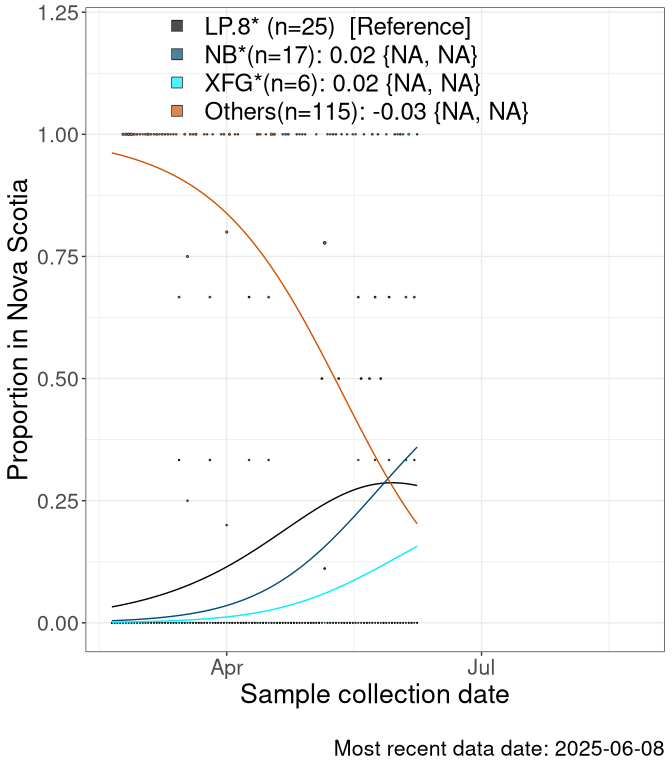 LP.8* (n=25)  [Reference]
NB*(n=17): 0.02 {NA, NA}
XFG*(n=6): 0.02 {NA, NA}
Others(n=115): -0.03 {NA, NA}
1.25
1.00
0.75
0.50
0.25
0.00
Proportion in Nova Scotia
Apr
Jul
Sample collection date
Most recent data date: 2025-06-08